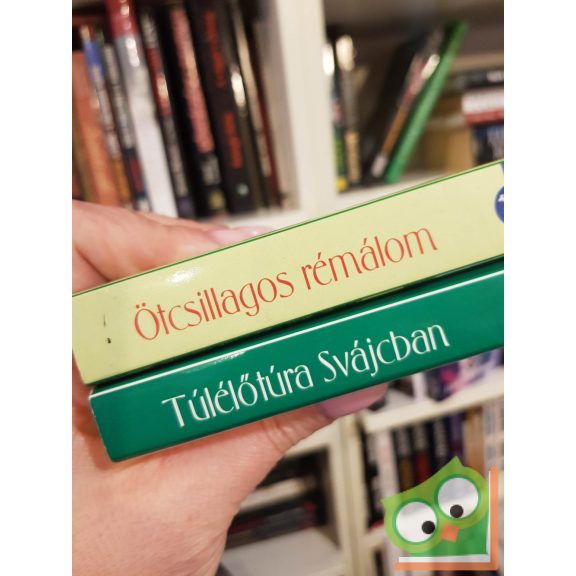 Ötcsillagos rémálom
Túlélőtúra Svájcban